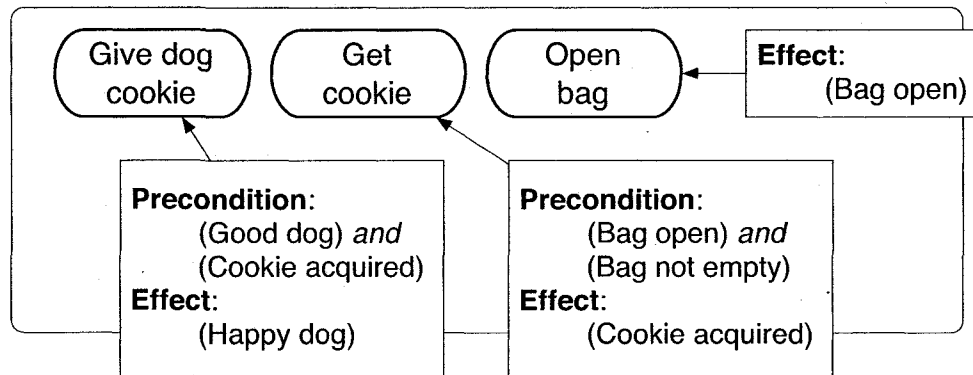 Give dog
cookie
Get
cookie
Open
bag
Effect:
(Bag open)
Precondition:
(Good dog) and
(Cookie acquired)
Effect:
(Happy dog)
Precondition:
(Bag open) and
(Bag not empty)
Effect:
(Cookie acquired)